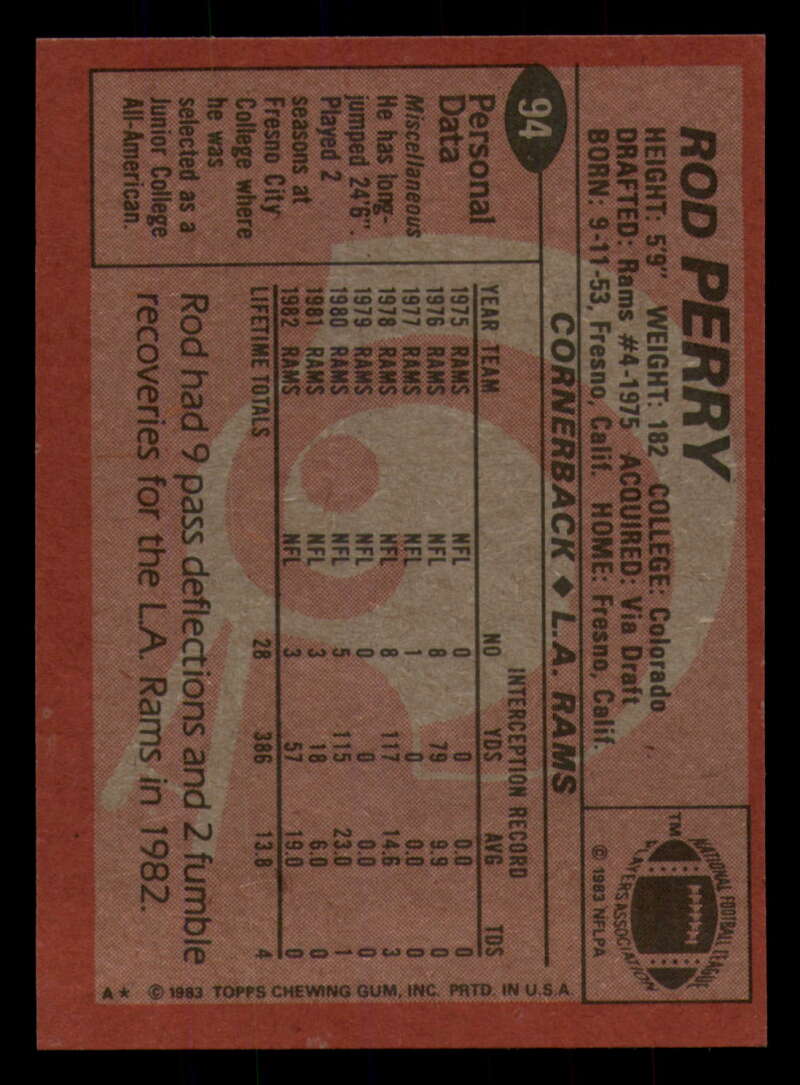 94
ROD PERRY
HEIGHT: 5'9" WEIGHT: 182 COLLEGE: Colorado
DRAFTED: Rams #4-1975 ACQUIRED: Via Draft
BORN: 9-11-53, Fresno, Calif. HOME: Fresno, Calif.
CORNERBACK ◆ L.A. RAMS
TM
NATIONAL FOOTBALL LEAGUE
PLAYERS ASSOCIATION
© 1983 NFLPA
Personal
Data
Miscellaneous
He has long-
jumped 24'6".
Played 2
seasons at
Fresno City
College where
he was
selected as a
Junior College
All-American.
INTERCEPTION RECORD
YEAR TEAM NO YDS AVG TDS
1975 RAMS NFL 0 0 0.0 0
1976 RAMS NFL 8 79 9.9 0
1977 RAMS NFL 1 0 0.0 0
1978 RAMS NFL 8 117 14.6 3
1979 RAMS NFL 0 0 0.0 0
1980 RAMS NFL 5 115 23.0 1
1981 RAMS NFL 3 18 6.0 0
1982 RAMS NFL 3 57 19.0 0
LIFETIME TOTALS 28 386 13.8 4
Rod had 9 pass deflections and 2 fumble
recoveries for the L.A. Rams in 1982.
A★ © 1983 TOPPS CHEWING GUM, INC. PRTD. IN U.S.A.